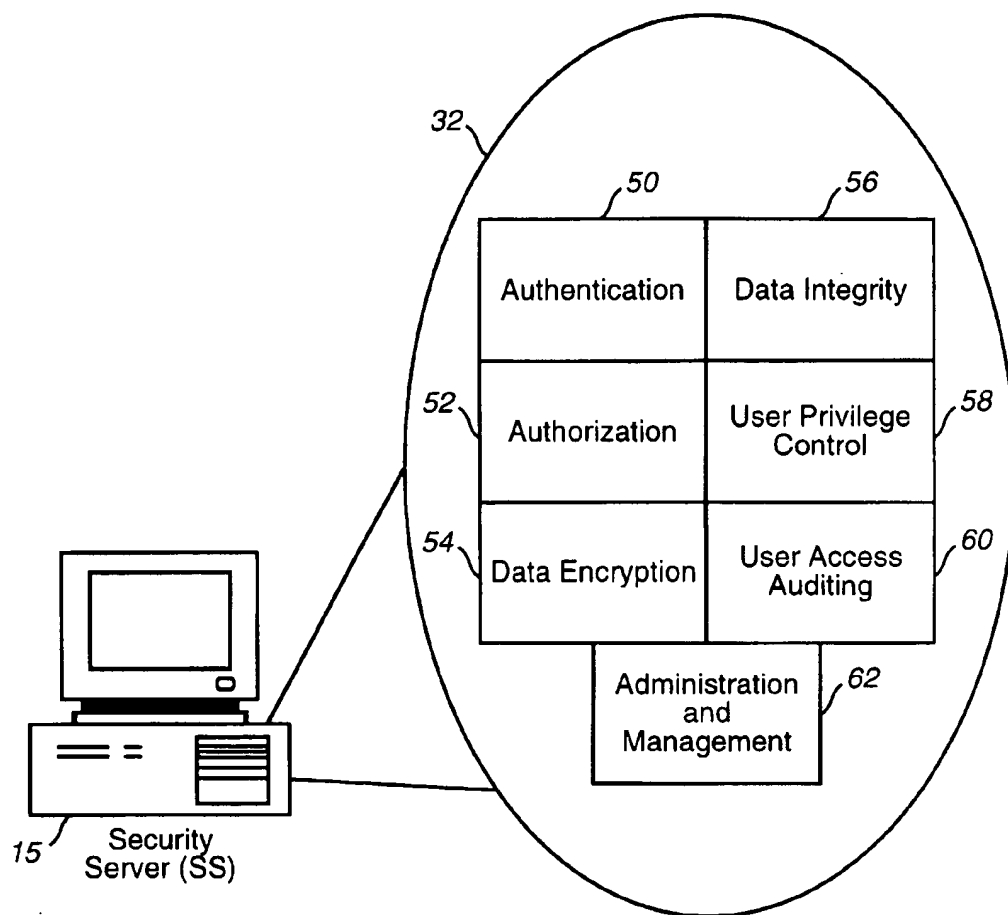 32
50
56
Authentication
Data Integrity
52
Authorization
User Privilege
Control
58
54
Data Encryption
User Access
Auditing
60
Administration
and
Management
62
15
Security
Server (SS)